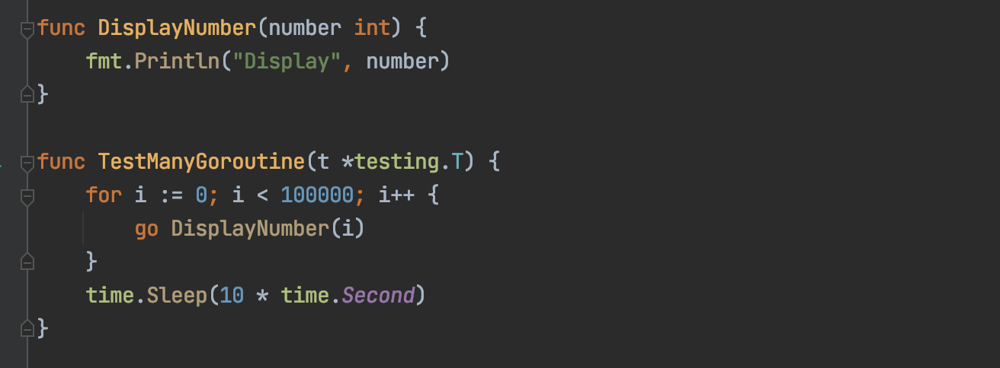 func DisplayNumber(number int) {
    fmt.Println("Display", number)
}
func TestManyGoroutine(t *testing.T) {
    for i := 0; i < 100000; i++ {
        go DisplayNumber(i)
    }
    time.Sleep(10 * time.Second)
}